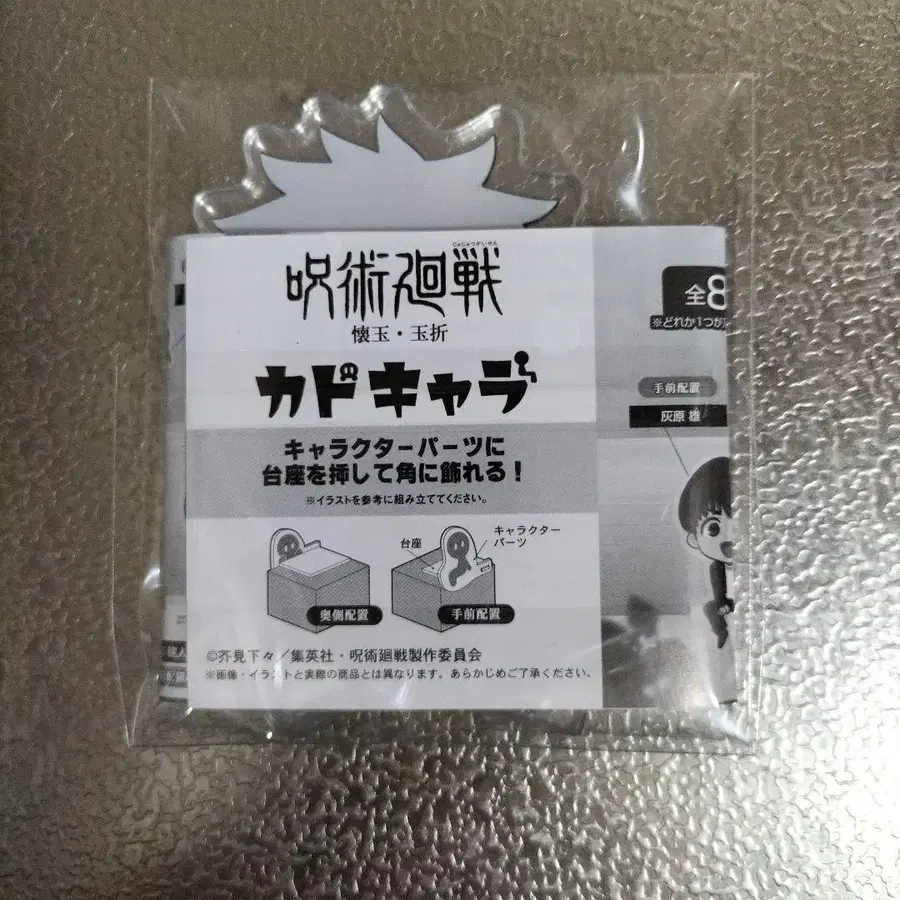 じゅじゅつかいせん
呪術廻戦
懐玉・玉折
カドキャラ
キャラクターパーツに
台座を挿して角に飾れる！
※イラストを参考に組み立ててください。
奥側配置
台座
キャラクター
パーツ
手前配置
©芥見下々／集英社・呪術廻戦製作委員会
※画像・イラストと実際の商品とは異なります。あらかじめご了承ください。
全8
※どれか1つが
手前配置
灰原 雄